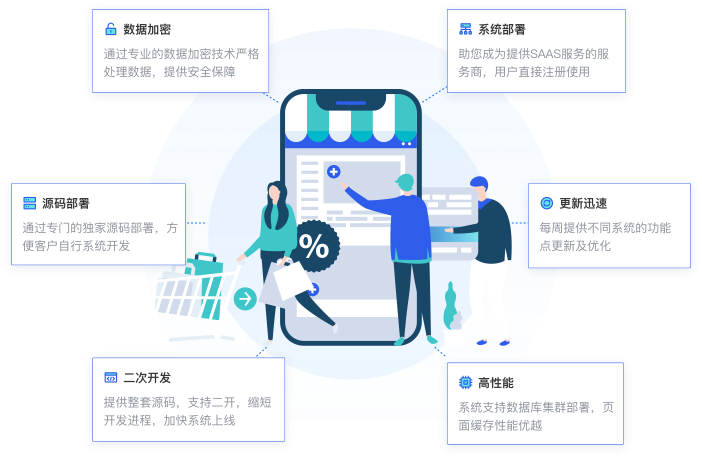 数据加密
通过专业的数据加密技术严格
处理数据，提供安全保障
系统部署
助您成为提供SAAS服务的服
务商，用户直接注册使用
源码部署
通过专门的独家源码部署，方
便客户自行系统开发
%
更新迅速
每周提供不同系统的功能
点更新及优化
二次开发
提供整套源码，支持二开，缩短
开发进程，加快系统上线
高性能
系统支持数据库集群部署，页
面缓存性能优越